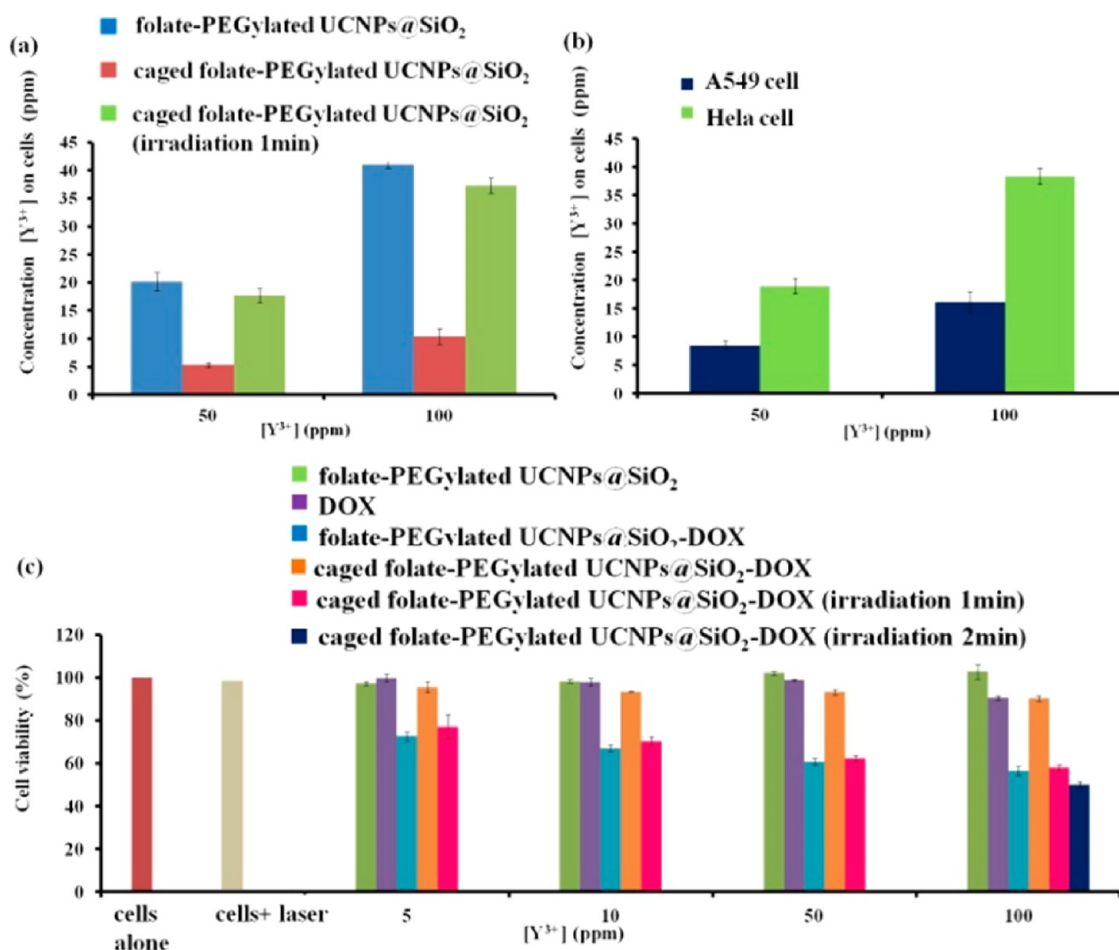 (a)
folate-PEGylated UCNPs@SiO₂
caged folate-PEGylated UCNPs@SiO₂
caged folate-PEGylated UCNPs@SiO₂
(irradiation 1min)
Concentration [Y³⁺] on cells (ppm)
45
40
35
30
25
20
15
10
5
0
50
100
[Y³⁺] (ppm)
(b)
A549 cell
Hela cell
Concentration [Y³⁺] on cells (ppm)
45
40
35
30
25
20
15
10
5
0
50
100
[Y³⁺] (ppm)
folate-PEGylated UCNPs@SiO₂
DOX
folate-PEGylated UCNPs@SiO₂-DOX
caged folate-PEGylated UCNPs@SiO₂-DOX
caged folate-PEGylated UCNPs@SiO₂-DOX (irradiation 1min)
caged folate-PEGylated UCNPs@SiO₂-DOX (irradiation 2min)
(c)
Cell viability (%)
120
100
80
60
40
20
0
cells
alone
cells+ laser
5
10
50
100
[Y³⁺] (ppm)